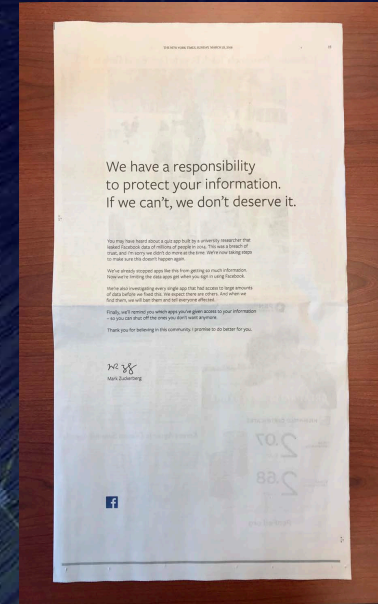 THE NEW YORK TIMES, SUNDAY, MARCH 25, 2018
We have a responsibility
to protect your information.
If we can't, we don't deserve it.
You may have heard about a quiz app built by a university researcher that
leaked Facebook data of millions of people in 2014. This was a breach of
trust, and I'm sorry we didn't do more at the time. We're now taking steps
to make sure this doesn't happen again.
We've already stopped apps like this from getting so much information.
Now we're limiting the data apps get when you sign in using Facebook.
We're also investigating every single app that had access to large amounts
of data before we fixed this. We expect there are others. And when we
find them, we will ban them and tell everyone affected.
Finally, we'll remind you which apps you've given access to your information
– so you can shut off the ones you don't want anymore.
Thank you for believing in this community. I promise to do better for you.
Mark Zuckerberg
f